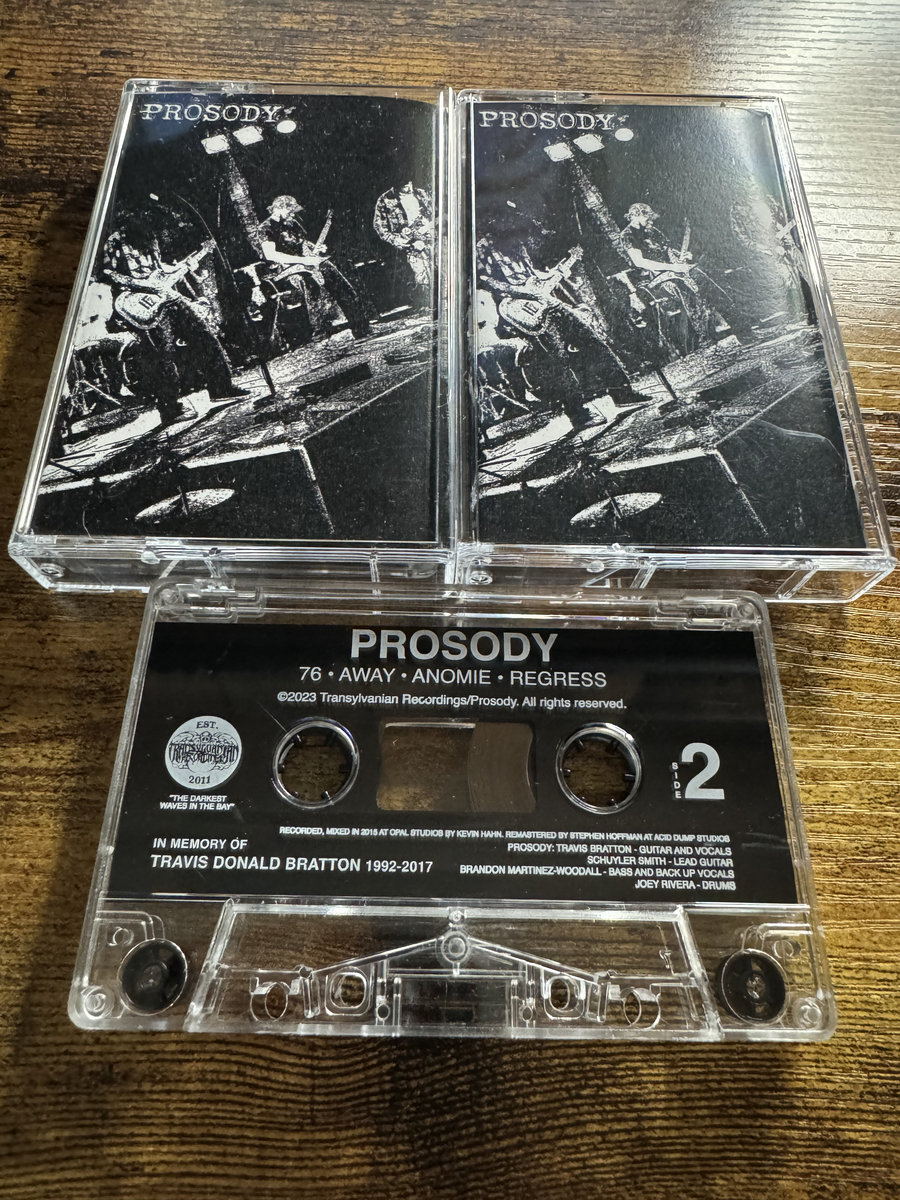 PROSODY
PROSODY
PROSODY
76 • AWAY • ANOMIE • REGRESS
©2023 Transylvanian Recordings/Prosody. All rights reserved.
EST.
TRANSYLVANIAN
RECORDINGS
2011
"THE DARKEST
WAVES IN THE BAY"
SIDE
2
RECORDED, MIXED IN 2015 AT OPAL STUDIOS BY KEVIN HAHN. REMASTERED BY STEPHEN HOFFMAN AT ACID DUMP STUDIOS
PROSODY: TRAVIS BRATTON - GUITAR AND VOCALS
SCHUYLER SMITH - LEAD GUITAR
BRANDON MARTINEZ-WOODALL - BASS AND BACK UP VOCALS
JOEY RIVERA - DRUMS
IN MEMORY OF
TRAVIS DONALD BRATTON 1992-2017